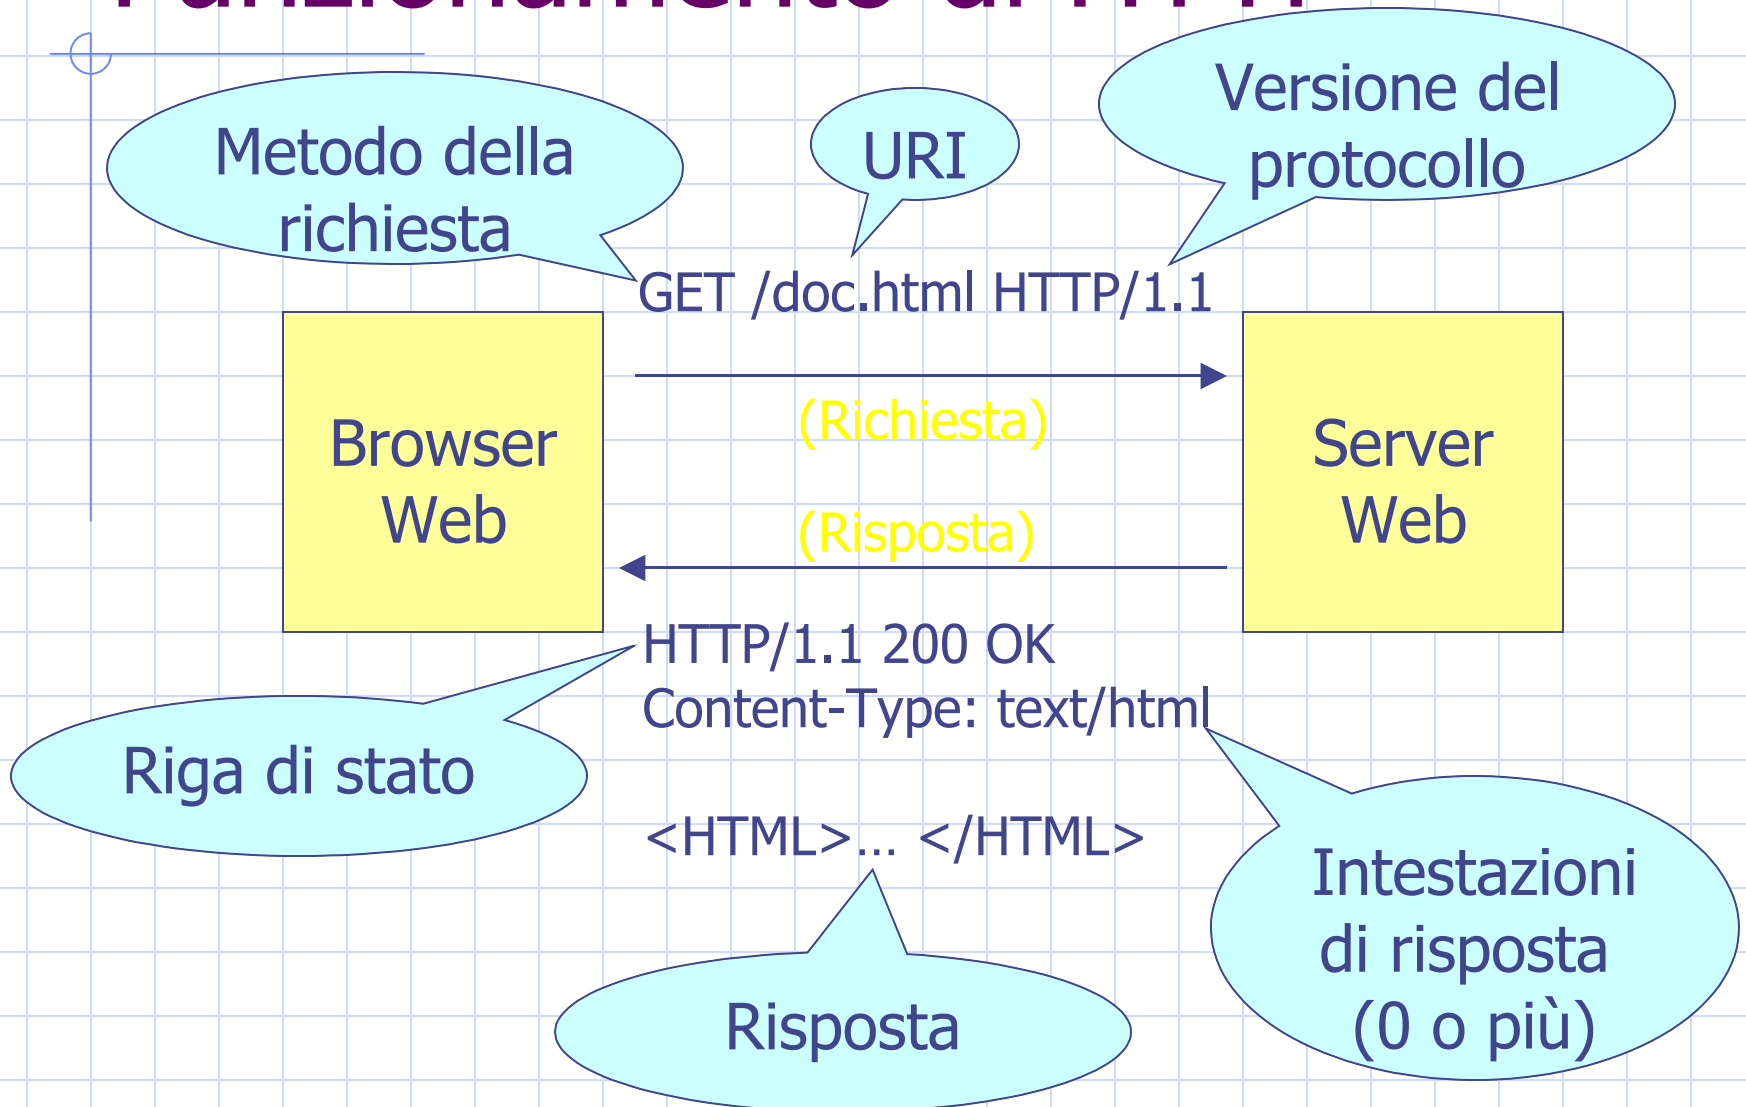 Metodo della
richiesta
URI
Versione del
protocollo
GET /doc.html HTTP/1.1
Browser
Web
(Richiesta)
(Risposta)
Server
Web
HTTP/1.1 200 OK
Content-Type: text/html
Riga di stato
<HTML>... </HTML>
Intestazioni
di risposta
(0 o più)
Risposta